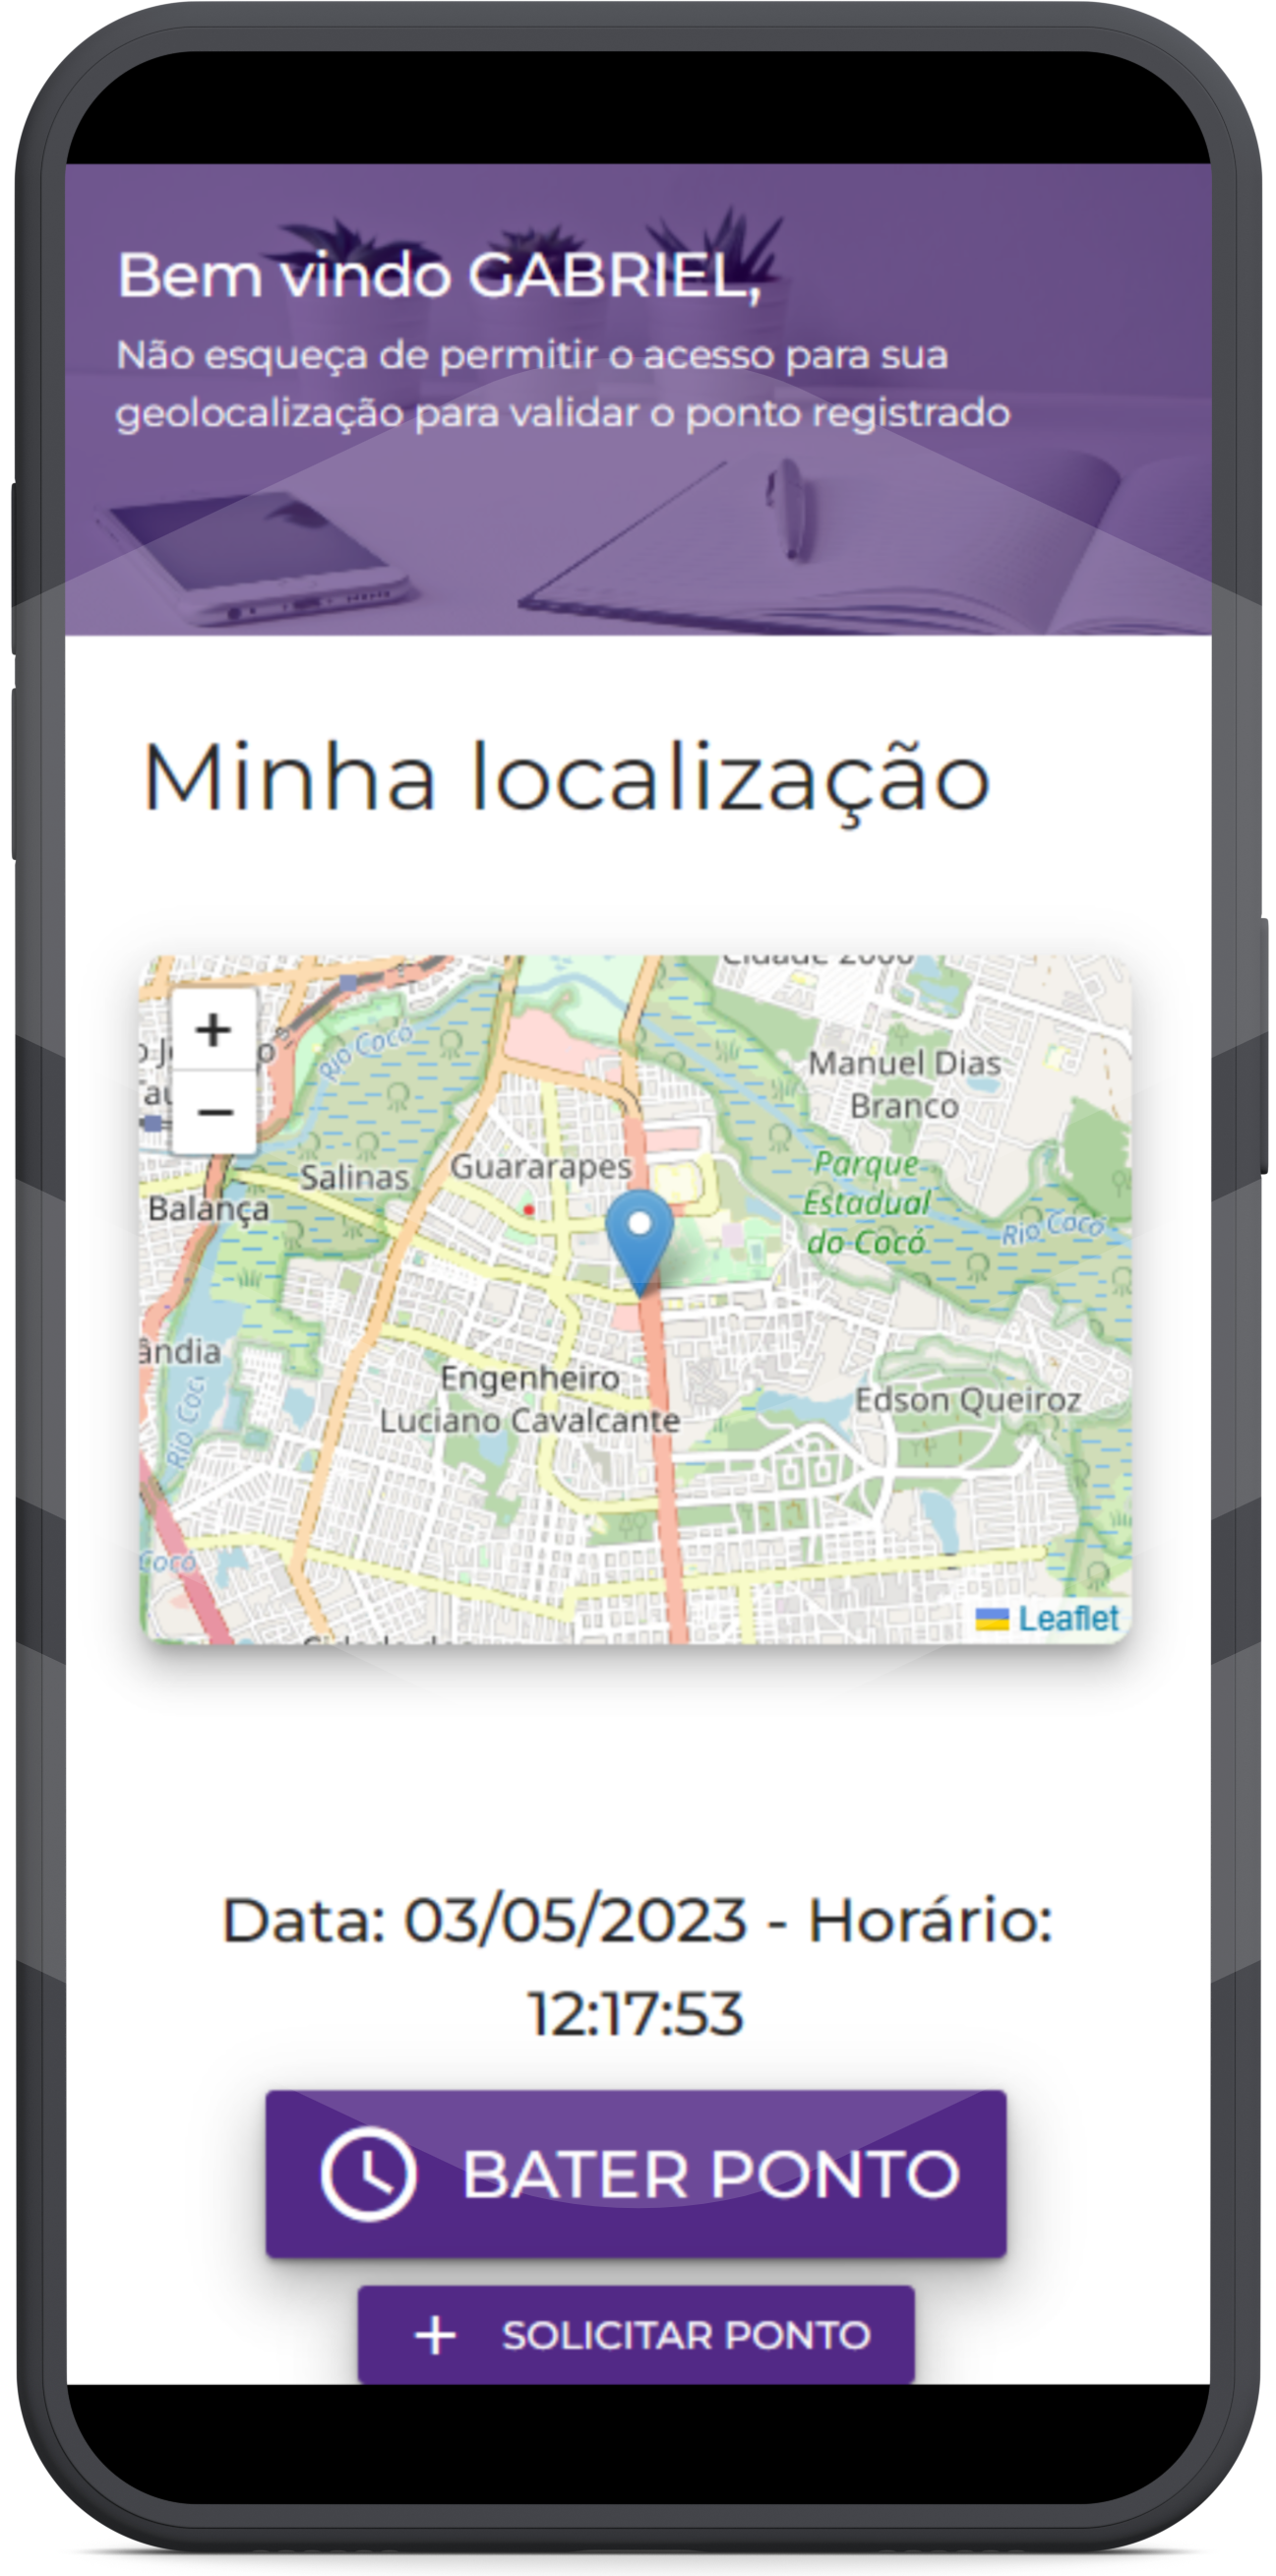 Bem vindo GABRIEL,
Não esqueça de permitir o acesso para sua
geolocalização para validar o ponto registrado
Minha localização
+
−
Rio Cocó
Manuel Dias
Branco
Salinas
Guararapes
Balança
Parque
Estadual
do Cocó
Rio Cocó
ândia
Engenheiro
Luciano Cavalcante
Edson Queiroz
Cocó
Leaflet
Data: 03/05/2023 - Horário:
12:17:53
BATER PONTO
+ SOLICITAR PONTO